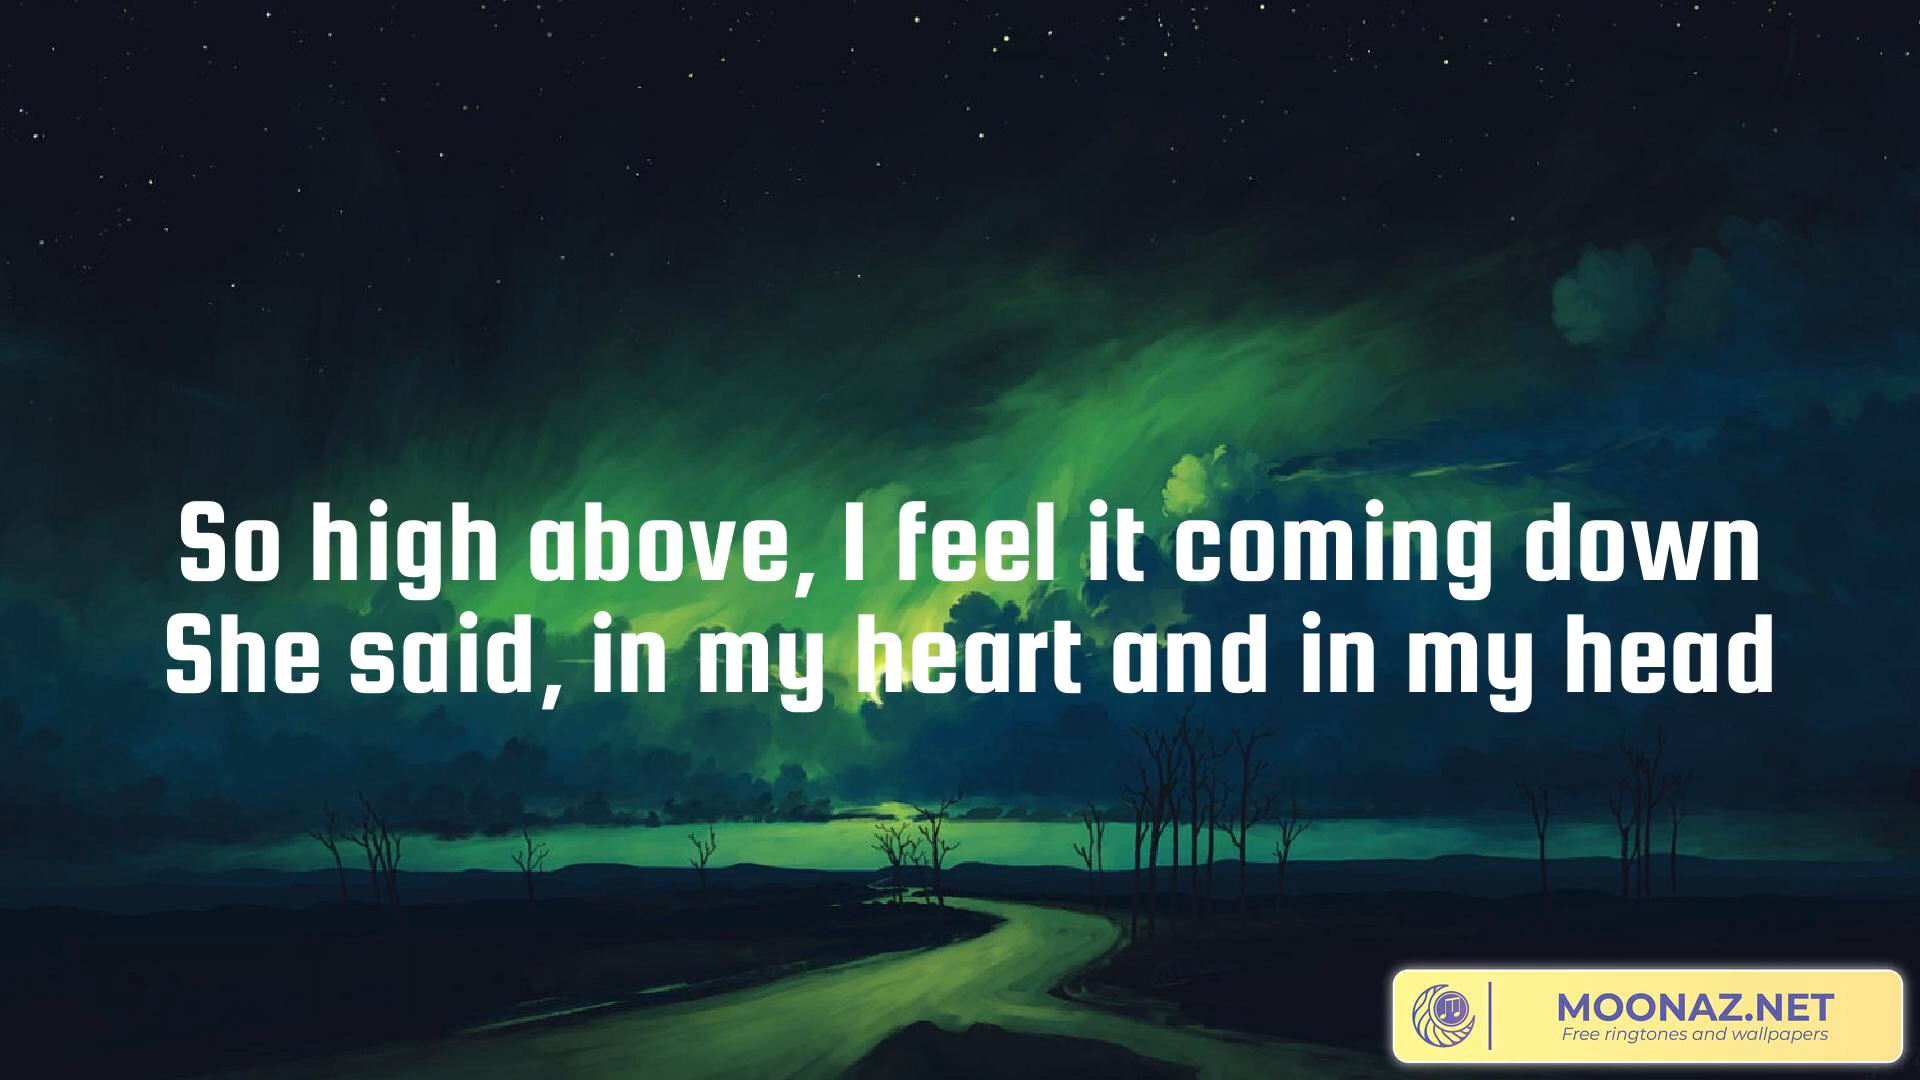 So high above, I feel it coming down
She said, in my heart and in my head
MOONAZ.NET
Free ringtones and wallpapers